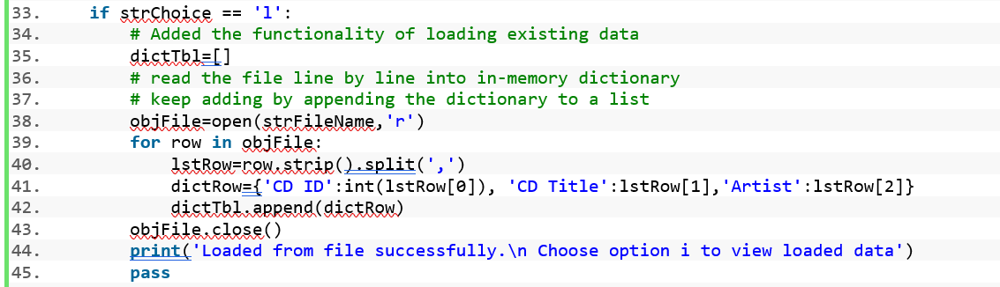 33.     if strChoice == 'l':
34.         # Added the functionality of loading existing data
35.         dictTbl=[]
36.         # read the file line by line into in-memory dictionary
37.         # keep adding by appending the dictionary to a list
38.         objFile=open(strFileName,'r')
39.         for row in objFile:
40.             lstRow=row.strip().split(',')
41.             dictRow={'CD ID':int(lstRow[0]), 'CD Title':lstRow[1],'Artist':lstRow[2]}
42.             dictTbl.append(dictRow)
43.         objFile.close()
44.         print('Loaded from file successfully.\n Choose option i to view loaded data')
45.         pass